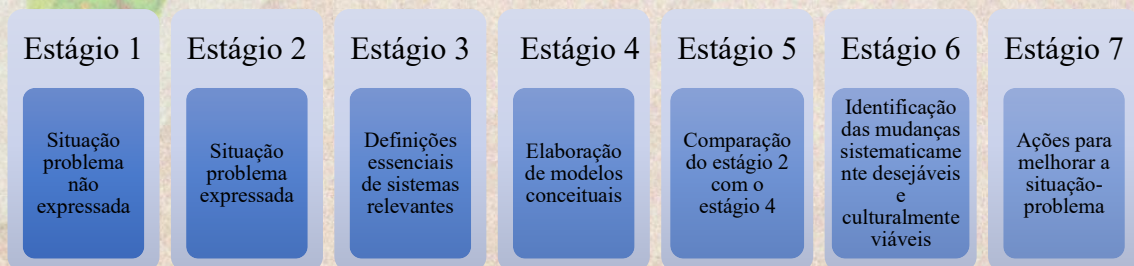 Estágio 1
Situação
problema
não
expressada
Estágio 2
Situação
problema
expressada
Estágio 3
Definições
essenciais
de sistemas
relevantes
Estágio 4
Elaboração
de modelos
conceituais
Estágio 5
Comparação
do estágio 2
com o
estágio 4
Estágio 6
Identificação
das mudanças
sistematicame
nte desejáveis
e
culturalmente
viáveis
Estágio 7
Ações para
melhorar a
situação-
problema